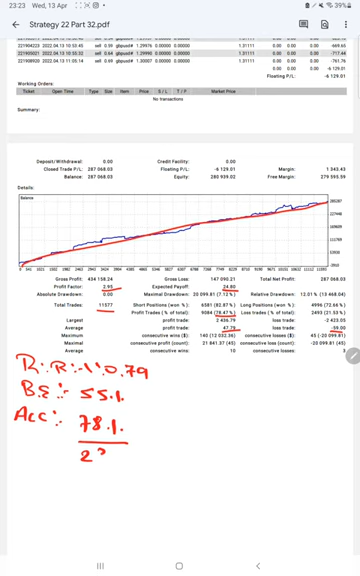 23:23 Wed, 13 Apr
39%
Strategy 22 Part 32.pdf
221904223 2022.04.13 10:53:45 sell 0.59 gbpusd# 1.29976 0.00000 0.00000 1.31111 0.00 0.00 0.00 -669.65
221905021 2022.04.13 10:55:32 sell 0.64 gbpusd# 1.29990 0.00000 0.00000 1.31111 0.00 0.00 0.00 -717.44
221908920 2022.04.13 11:05:14 sell 0.69 gbpusd# 1.30007 0.00000 0.00000 1.31111 0.00 0.00 0.00 -761.76
0.00 0.00 0.00 -6 129.01
Floating P/L: -6 129.01
Working Orders:
Ticket Open Time Type Size Item Price S / L T / P Market Price
No transactions
Summary:
Deposit/Withdrawal: 0.00 Credit Facility: 0.00
Closed Trade P/L: 287 068.03 Floating P/L: -6 129.01 Margin: 1 343.43
Balance: 287 068.03 Equity: 280 939.02 Free Margin: 279 595.59
Details:
Balance
Gross Profit: 434 158.24 Gross Loss: 147 090.21 Total Net Profit: 287 068.03
Profit Factor: 2.95 Expected Payoff: 24.80
Absolute Drawdown: 0.00 Maximal Drawdown: 20 099.81 (7.12%) Relative Drawdown: 13.01% (13 468.04)
Total Trades: 11577 Short Positions (won %): 6581 (82.87%) Long Positions (won %): 4996 (72.66%)
Profit Trades (% of total): 9084 (78.47%) Loss trades (% of total): 2493 (21.53%)
Largest profit trade: 2 436.79 loss trade: -2 423.05
Average profit trade: 47.79 loss trade: -59.00
Maximum consecutive wins ($): 140 (12 032.36) consecutive losses ($): 45 (-20 099.81)
Maximal consecutive profit (count): 21 841.37 (45) consecutive loss (count): -20 099.81 (45)
Average consecutive wins: 10 consecutive losses: 3
R:R:-1:0.79
B.E:- 55%
Acc:- 78%